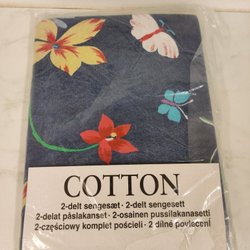 COTTON
2-delt sengesæt - 2-delt sengesett
2-delat påslakanset - 2-osainen pussilakanasetti
2-częściowy komplet pościeli - 2 dílné povlečení